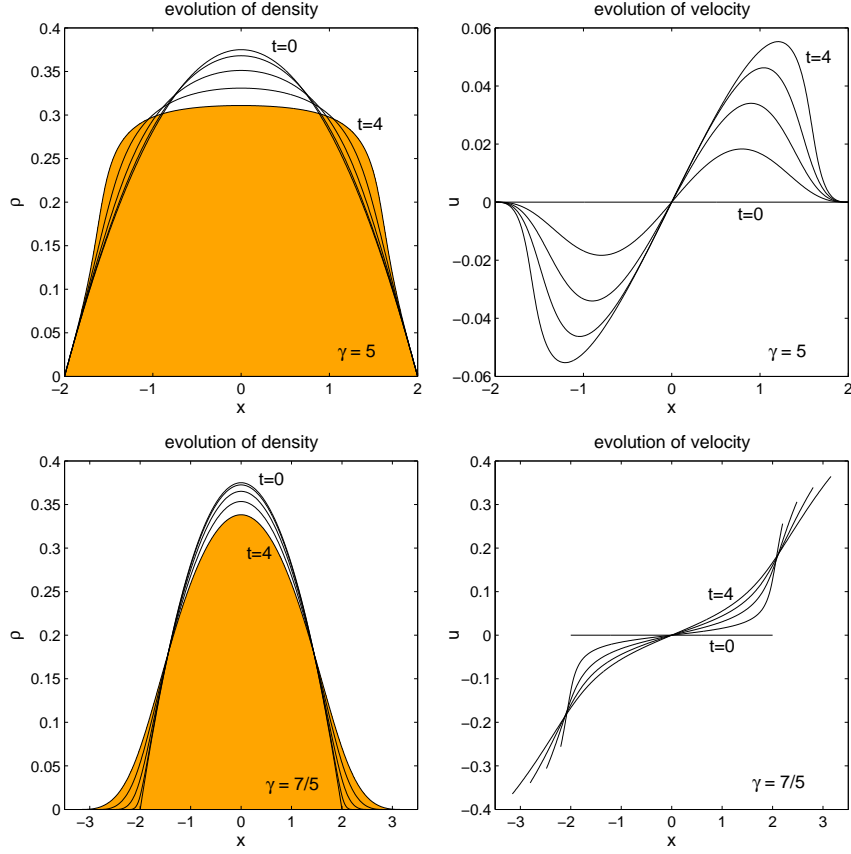 evolution of density
0.4
0.35
0.3
0.25
0.2
0.15
0.1
0.05
0
ρ
t=0
t=4
γ = 5
−2
−1
0
1
2
x
evolution of velocity
0.06
0.04
0.02
0
−0.02
−0.04
−0.06
u
t=4
t=0
γ = 5
−2
−1
0
1
2
x
evolution of density
0.4
0.35
0.3
0.25
0.2
0.15
0.1
0.05
0
ρ
t=0
t=4
γ = 7/5
−3
−2
−1
0
1
2
3
x
evolution of velocity
0.4
0.3
0.2
0.1
0
−0.1
−0.2
−0.3
−0.4
u
t=4
t=0
γ = 7/5
−3
−2
−1
0
1
2
3
x